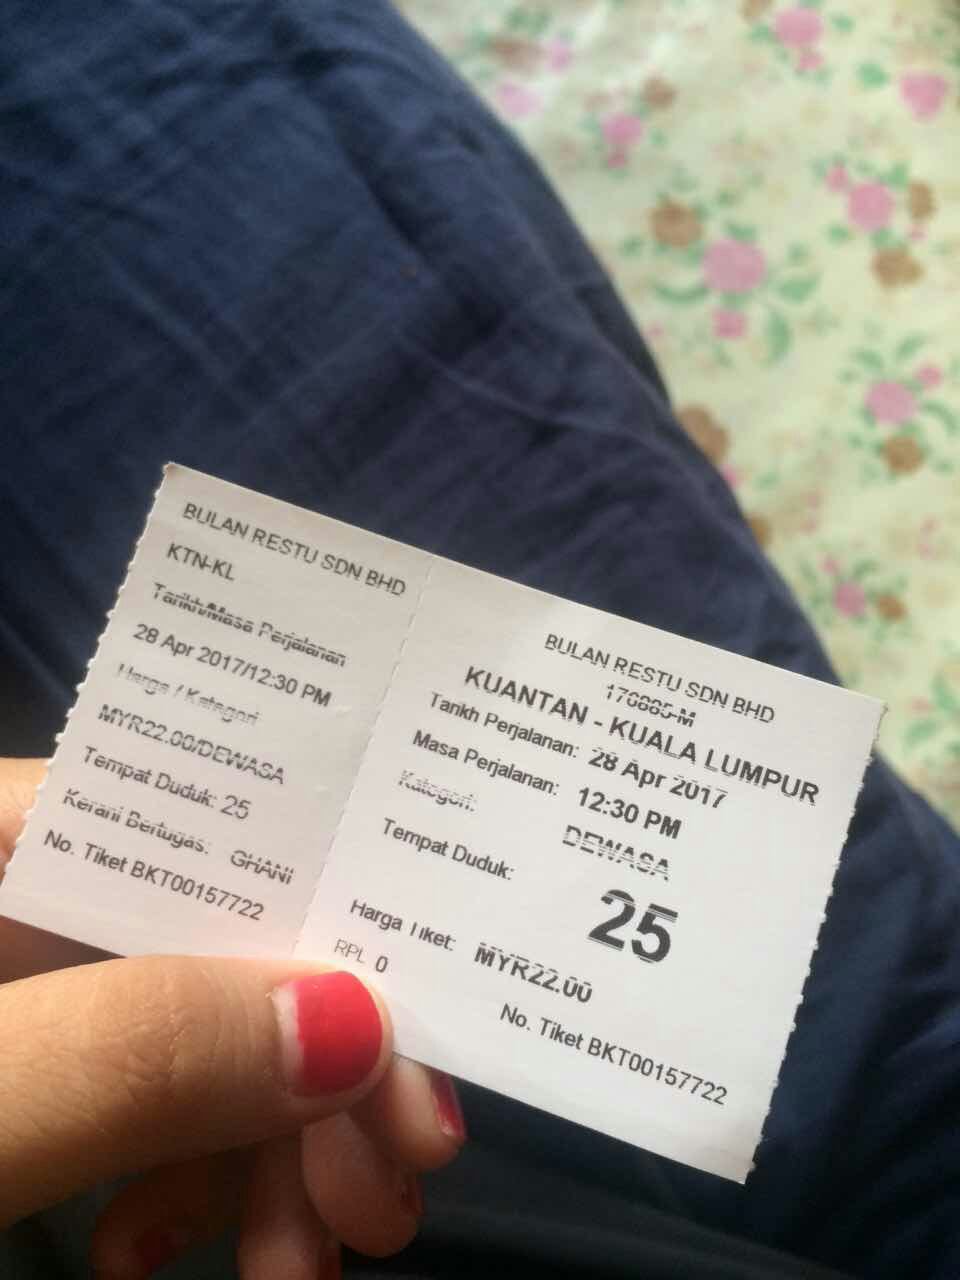 BULAN RESTU SDN BHD
KTN-KL
Tarikh/Masa Perjalanan
28 Apr 2017/12:30 PM
Harga / Kategori
MYR22.00/DEWASA
Tempat Duduk: 25
Kerani Bertugas: GHANI
No. Tiket BKT00157722
BULAN RESTU SDN BHD
KUANTAN - KUALA LUMPUR
Tarikh Perjalanan: 28 Apr 2017
Masa Perjalanan: 12:30 PM
Kategori: DEWASA
Tempat Duduk: 25
Harga Tiket: MYR22.00
RPL 0
No. Tiket BKT00157722